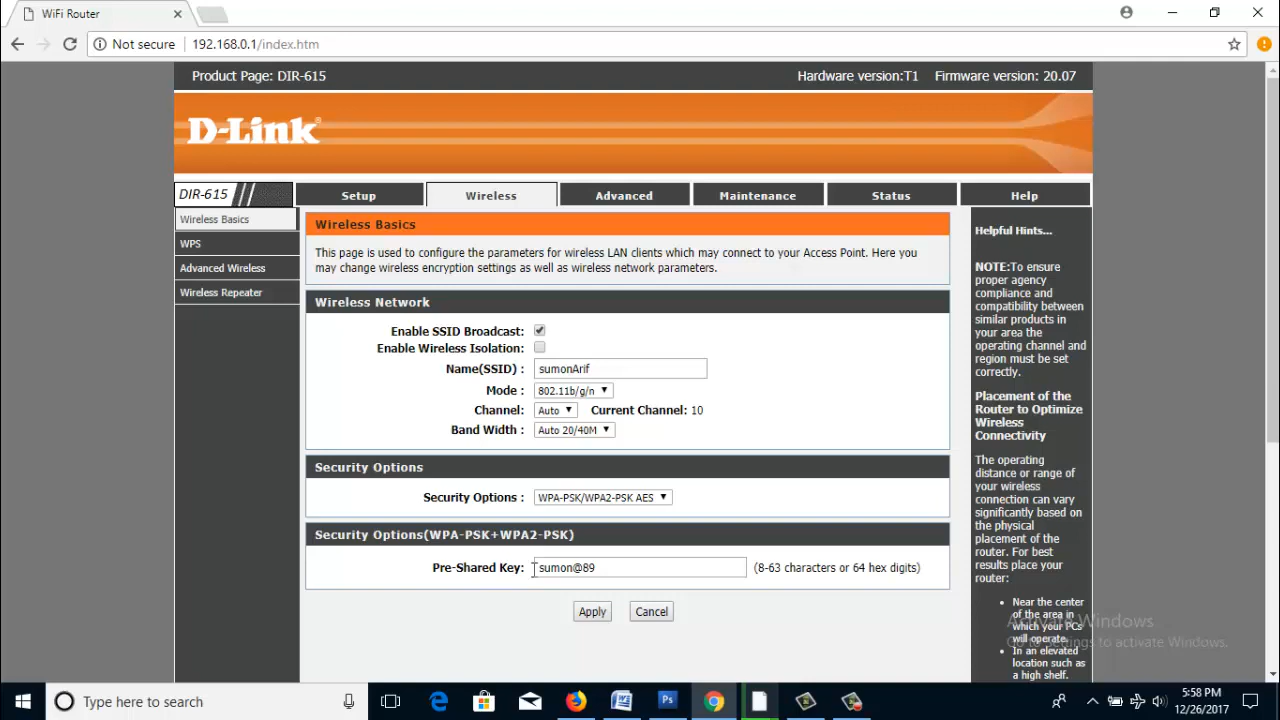 WiFi Router
Not secure
192.168.0.1/index.htm
Product Page: DIR-615
Hardware version:T1
Firmware version: 20.07
D-Link
DIR-615
Setup
Wireless
Advanced
Maintenance
Status
Help
Wireless Basics
WPS
Advanced Wireless
Wireless Repeater
Wireless Basics
This page is used to configure the parameters for wireless LAN clients which may connect to your Access Point. Here you
may change wireless encryption settings as well as wireless network parameters.
Wireless Network
Enable SSID Broadcast:
Enable Wireless Isolation:
Name(SSID) : sumonArif
Mode : 802.11b/g/n
Channel: Auto Current Channel: 10
Band Width : Auto 20/40M
Security Options
Security Options : WPA-PSK/WPA2-PSK AES
Security Options(WPA-PSK+WPA2-PSK)
Pre-Shared Key: sumon@89 (8-63 characters or 64 hex digits)
Apply
Cancel
Helpful Hints...
NOTE:To ensure
proper agency
compliance and
compatibility between
similar products in
your area the
operating channel and
region must be set
correctly.
Placement of the
Router to Optimize
Wireless
Connectivity
The operating
distance or range of
your wireless
connection can vary
significantly based on
the physical
placement of the
router. For best
results place your
router:
Near the center
of the area in
which your PCs
will operate.
In an elevated
location such as
a high shelf.
Activate Windows
Go to Settings to activate Windows.
Type here to search
5:58 PM
12/26/2017